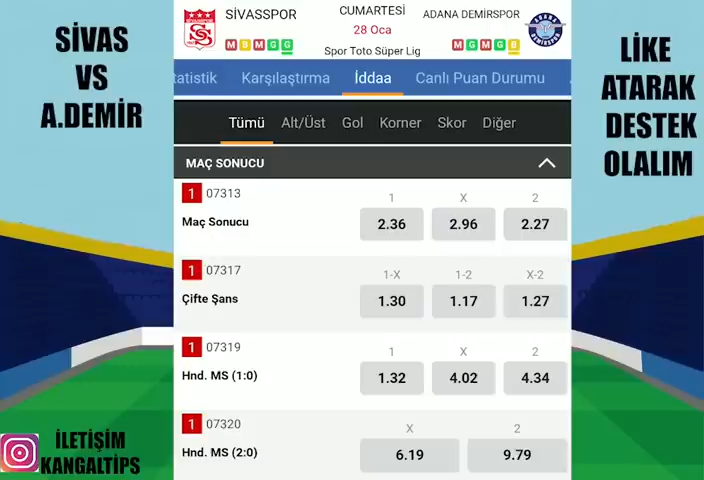 SİVAS
VS
A.DEMİR
SİVASSPOR
M B M G G
CUMARTESİ
28 Oca
Spor Toto Süper Lig
ADANA DEMİRSPOR
M G M G B
LİKE
ATARAK
DESTEK
OLALIM
tatistik Karşılaştırma İddaa Canlı Puan Durumu
Tümü Alt/Üst Gol Korner Skor Diğer
MAÇ SONUCU
1 07313
Maç Sonucu
1 X 2
2.36 2.96 2.27
1 07317
Çifte Şans
1-X 1-2 X-2
1.30 1.17 1.27
1 07319
Hnd. MS (1:0)
1 X 2
1.32 4.02 4.34
1 07320
Hnd. MS (2:0)
X 2
6.19 9.79
İLETİŞİM
KANGALTİPS